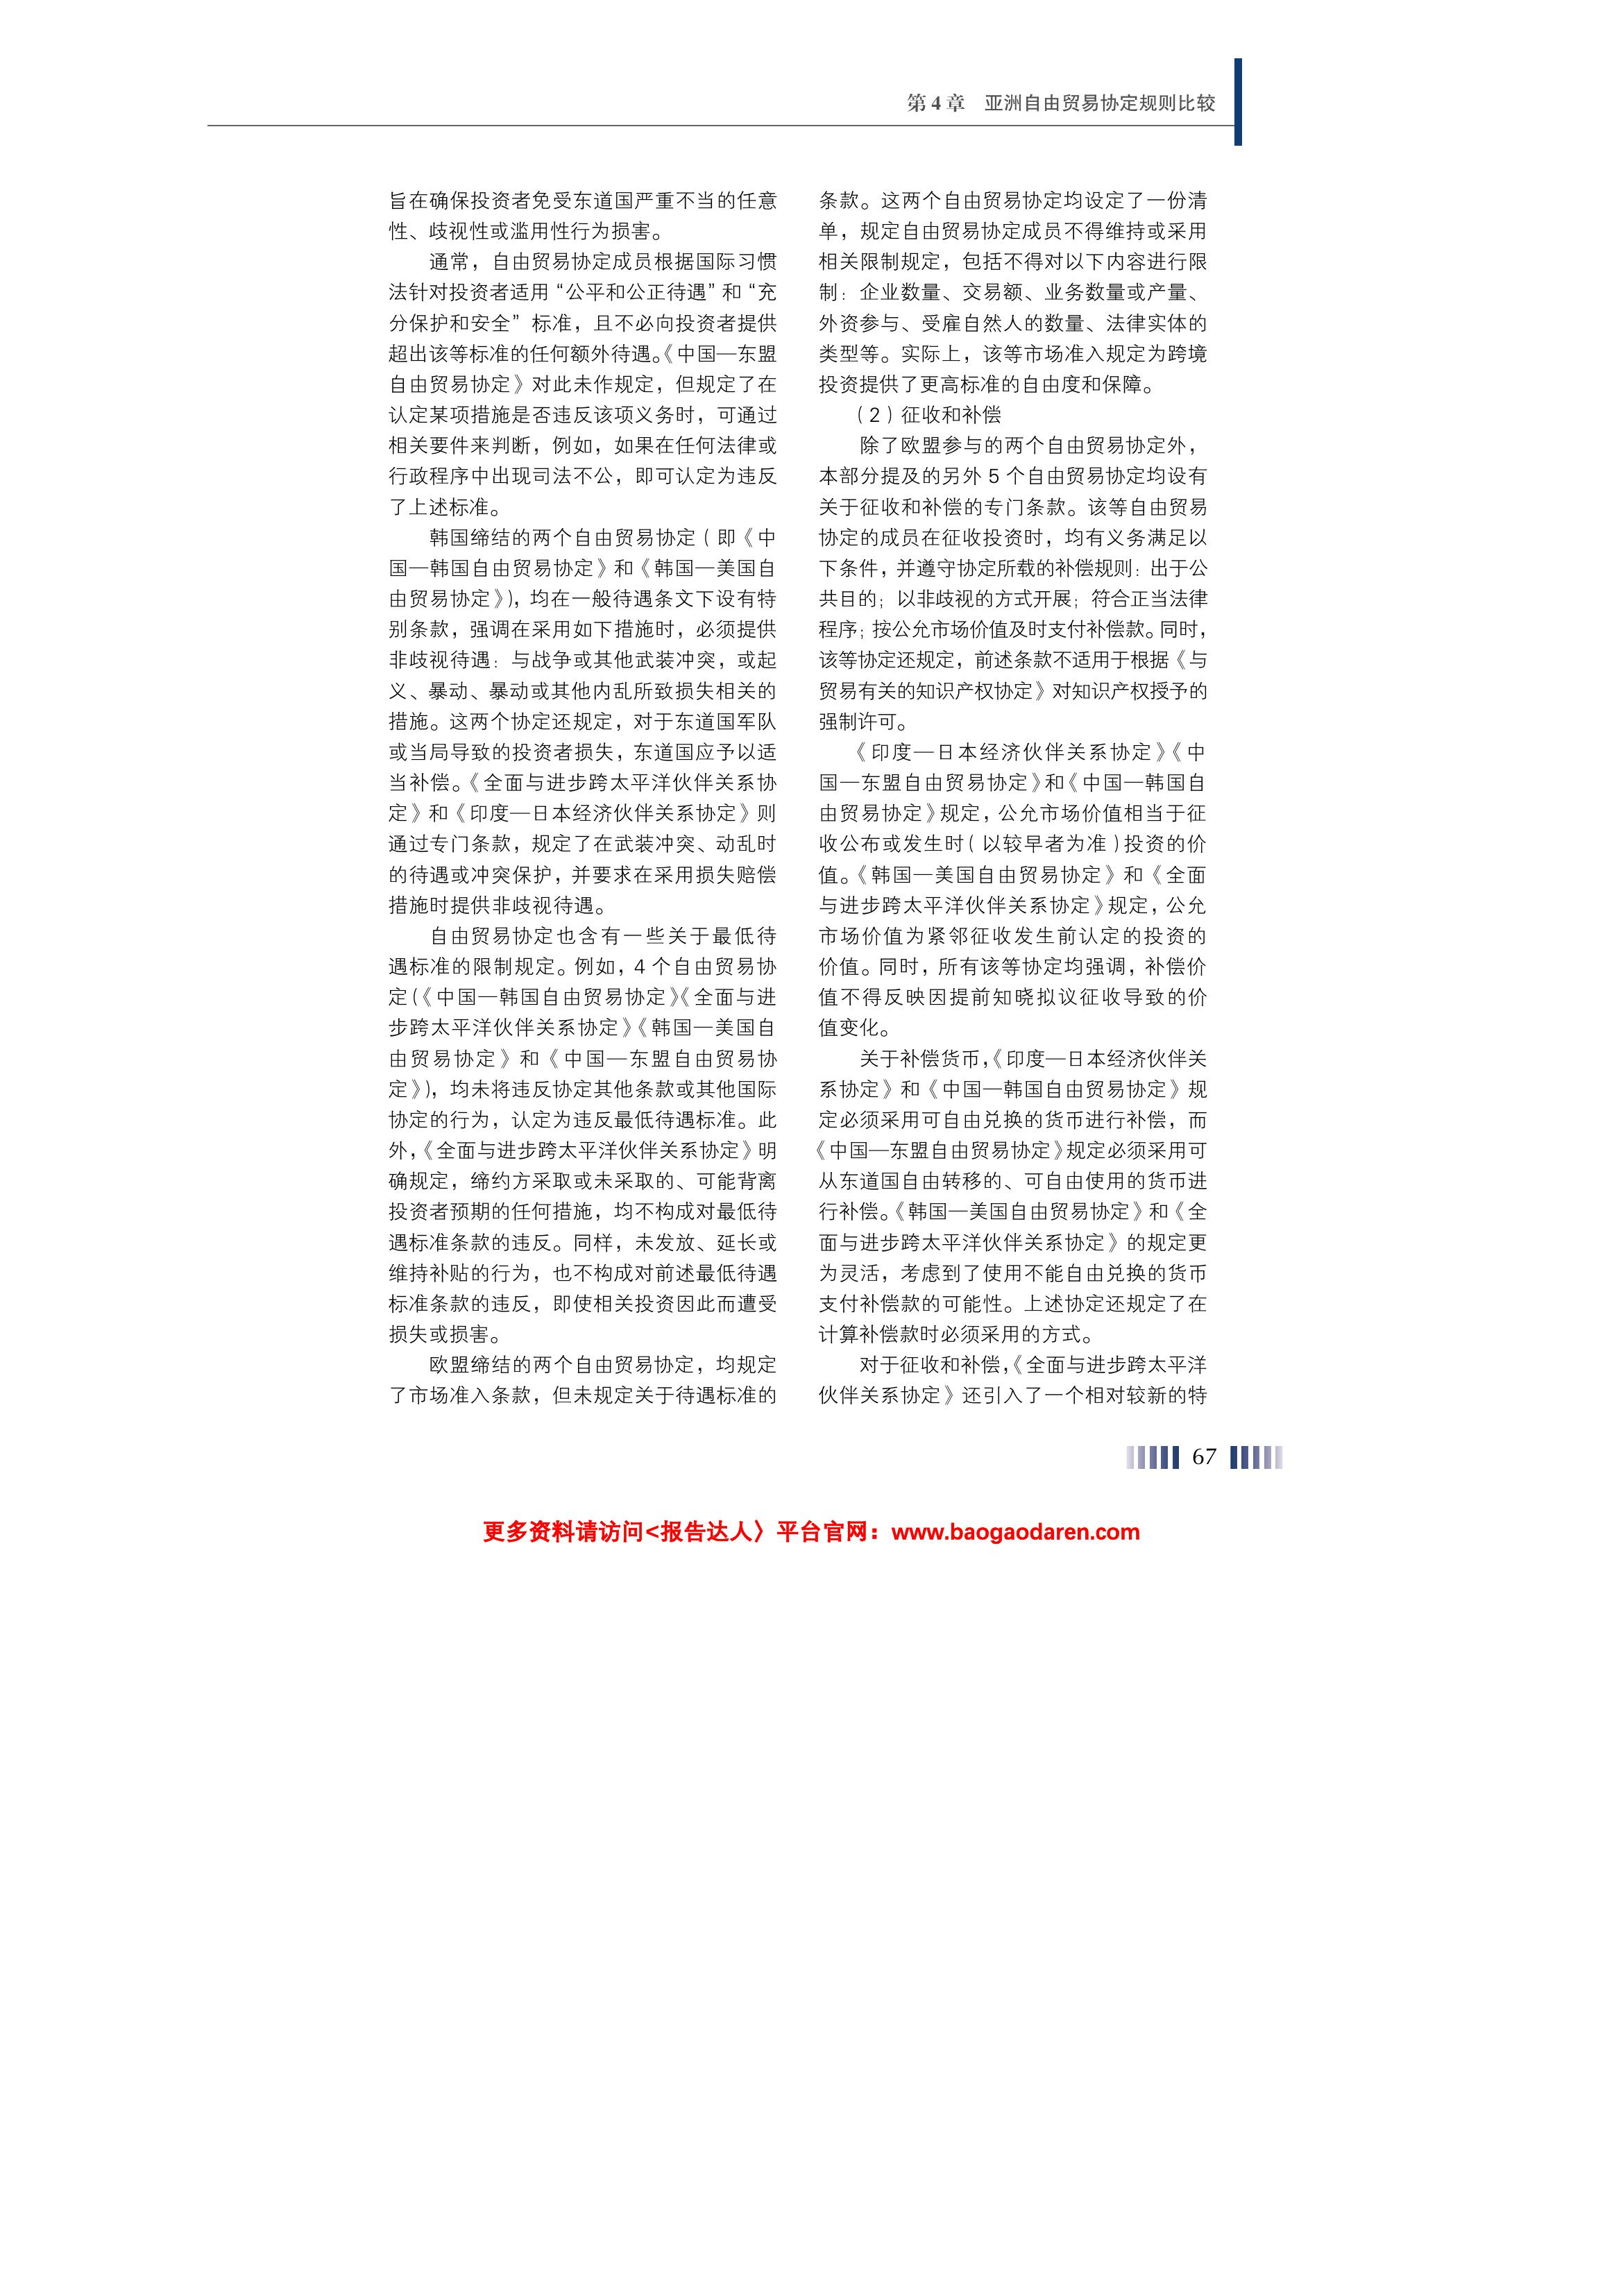 第 4 章　亚洲自由贸易协定规则比较
旨在确保投资者免受东道国严重不当的任意
性、歧视性或滥用性行为损害。
通常，自由贸易协定成员根据国际习惯
法针对投资者适用“公平和公正待遇”和“充
分保护和安全”标准，且不必向投资者提供
超出该等标准的任何额外待遇。《中国—东盟
自由贸易协定》对此未作规定，但规定了在
认定某项措施是否违反该项义务时，可通过
相关要件来判断，例如，如果在任何法律或
行政程序中出现司法不公，即可认定为违反
了上述标准。
韩国缔结的两个自由贸易协定（即《中
国—韩国自由贸易协定》和《韩国—美国自
由贸易协定》），均在一般待遇条文下设有特
别条款，强调在采用如下措施时，必须提供
非歧视待遇：与战争或其他武装冲突，或起
义、暴动、暴动或其他内乱所致损失相关的
措施。这两个协定还规定，对于东道国军队
或当局导致的投资者损失，东道国应予以适
当补偿。《全面与进步跨太平洋伙伴关系协
定》和《印度—日本经济伙伴关系协定》则
通过专门条款，规定了在武装冲突、动乱时
的待遇或冲突保护，并要求在采用损失赔偿
措施时提供非歧视待遇。
自由贸易协定也含有一些关于最低待
遇标准的限制规定。例如，4 个自由贸易协
定（《中国—韩国自由贸易协定》《全面与进
步跨太平洋伙伴关系协定》《韩国—美国自
由贸易协定》和《中国—东盟自由贸易协
定》），均未将违反协定其他条款或其他国际
协定的行为，认定为违反最低待遇标准。此
外，《全面与进步跨太平洋伙伴关系协定》明
确规定，缔约方采取或未采取的、可能背离
投资者预期的任何措施，均不构成对最低待
遇标准条款的违反。同样，未发放、延长或
维持补贴的行为，也不构成对前述最低待遇
标准条款的违反，即使相关投资因此而遭受
损失或损害。
欧盟缔结的两个自由贸易协定，均规定
了市场准入条款，但未规定关于待遇标准的
条款。这两个自由贸易协定均设定了一份清
单，规定自由贸易协定成员不得维持或采用
相关限制规定，包括不得对以下内容进行限
制：企业数量、交易额、业务数量或产量、
外资参与、受雇自然人的数量、法律实体的
类型等。实际上，该等市场准入规定为跨境
投资提供了更高标准的自由度和保障。
（2）征收和补偿
除了欧盟参与的两个自由贸易协定外，
本部分提及的另外 5 个自由贸易协定均设有
关于征收和补偿的专门条款。该等自由贸易
协定的成员在征收投资时，均有义务满足以
下条件，并遵守协定所载的补偿规则：出于公
共目的；以非歧视的方式开展；符合正当法律
程序；按公允市场价值及时支付补偿款。同时，
该等协定还规定，前述条款不适用于根据《与
贸易有关的知识产权协定》对知识产权授予的
强制许可。
《印度—日本经济伙伴关系协定》《中
国—东盟自由贸易协定》和《中国—韩国自
由贸易协定》规定，公允市场价值相当于征
收公布或发生时（以较早者为准）投资的价
值。《韩国—美国自由贸易协定》和《全面
与进步跨太平洋伙伴关系协定》规定，公允
市场价值为紧邻征收发生前认定的投资的
价值。同时，所有该等协定均强调，补偿价
值不得反映因提前知晓拟议征收导致的价
值变化。
关于补偿货币，《印度—日本经济伙伴关
系协定》和《中国—韩国自由贸易协定》规
定必须采用可自由兑换的货币进行补偿，而
《中国—东盟自由贸易协定》规定必须采用可
从东道国自由转移的、可自由使用的货币进
行补偿。《韩国—美国自由贸易协定》和《全
面与进步跨太平洋伙伴关系协定》的规定更
为灵活，考虑到了使用不能自由兑换的货币
支付补偿款的可能性。上述协定还规定了在
计算补偿款时必须采用的方式。
对于征收和补偿，《全面与进步跨太平洋
伙伴关系协定》还引入了一个相对较新的特
67
更多资料请访问<报告达人〉平台官网：www.baogaodaren.com